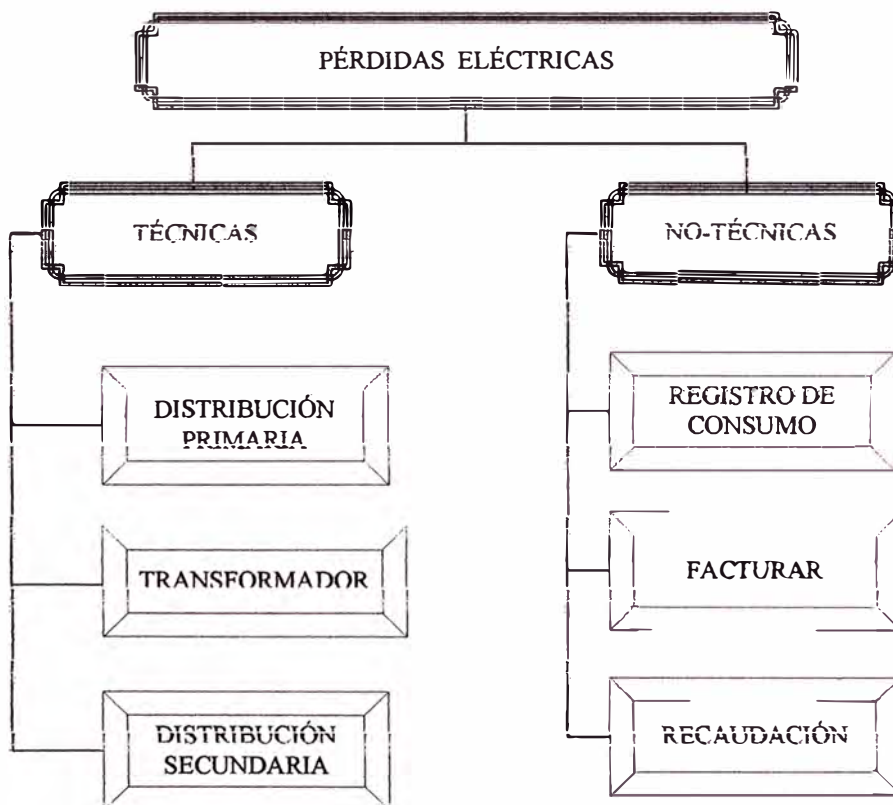 PÉRDIDAS ELÉCTRICAS
TÉCNICAS
NO-TÉCNICAS
DISTRIBUCIÓN
PRIMARIA
TRANSFORMADOR
DISTRIBUCIÓN
SECUNDARIA
REGISTRO DE
CONSUMO
FACTURAR
RECAUDACIÓN